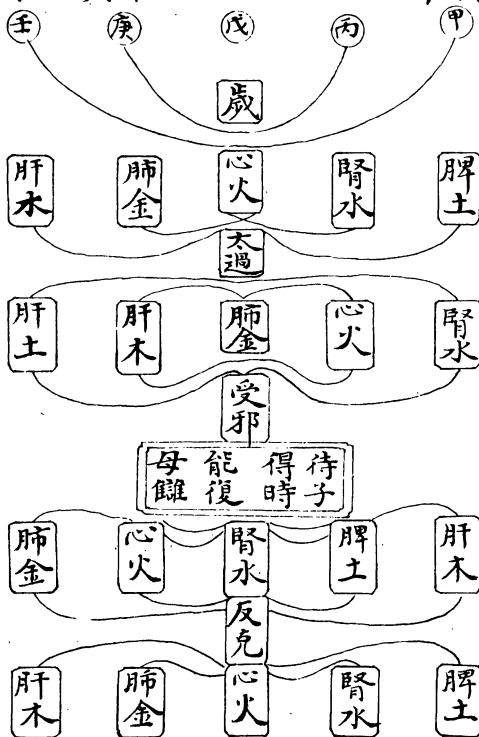 甲 丙 戊 庚 壬
歲
脾土 腎水 心火 肺金 肝木
太過
腎水 心火 肺金 肝木 肝土
受邪
待子 得時 能復 母讎
肝木 脾土 腎水 心火 肺金
反克
脾土 腎水 心火 肺金 肝木